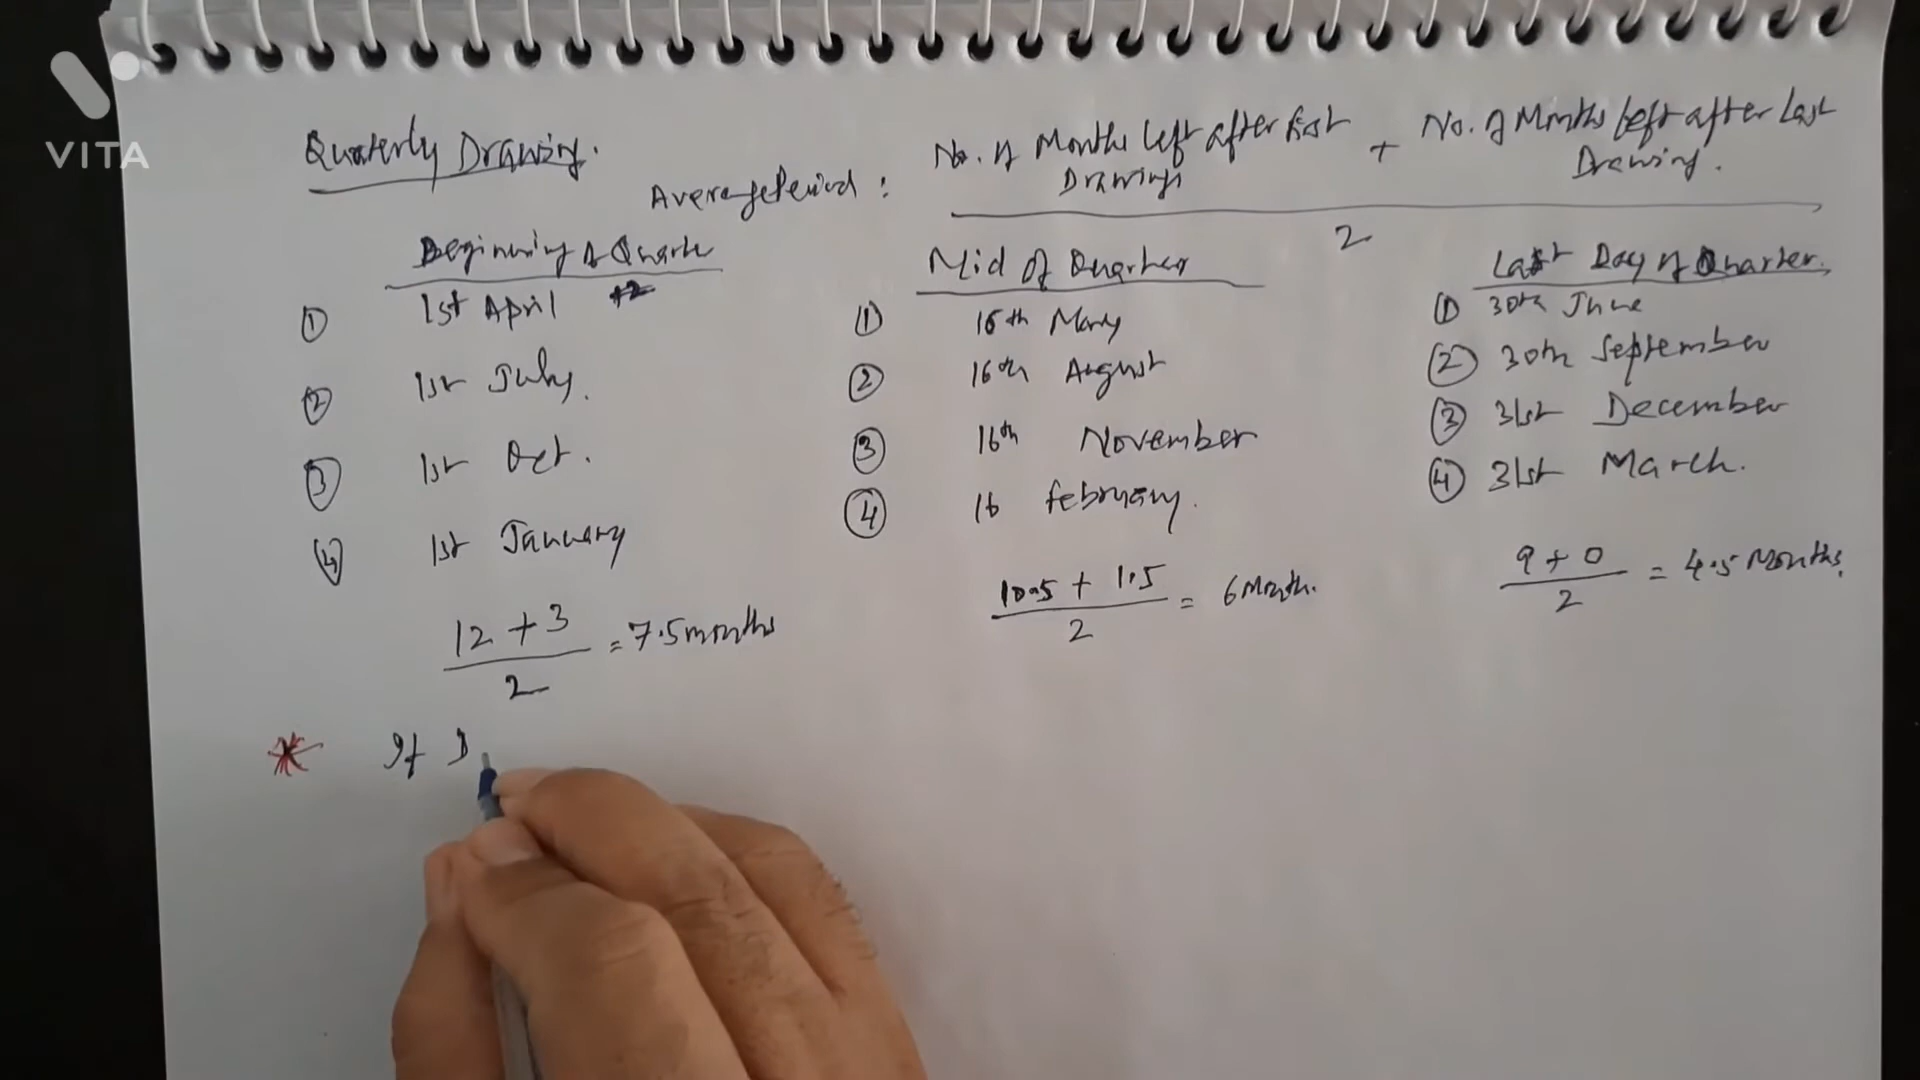 VITA
Quaterly Drawing.
Average Period : No. of Months left after first Drawings + No. of Months left after Last Drawing.
2
Beginning of Quarter
① 1st April
② 1st July.
③ 1st Oct.
④ 1st January
12 + 3
2
= 7.5 months
Mid of Quarter
① 16th May
② 16th August
③ 16th November
④ 16 february.
10.5 + 1.5
2
= 6 Month.
Last Day of Quarter.
① 30th June
② 30th September
③ 31st December
④ 31st March.
9 + 0
2
= 4.5 Months.
* If D